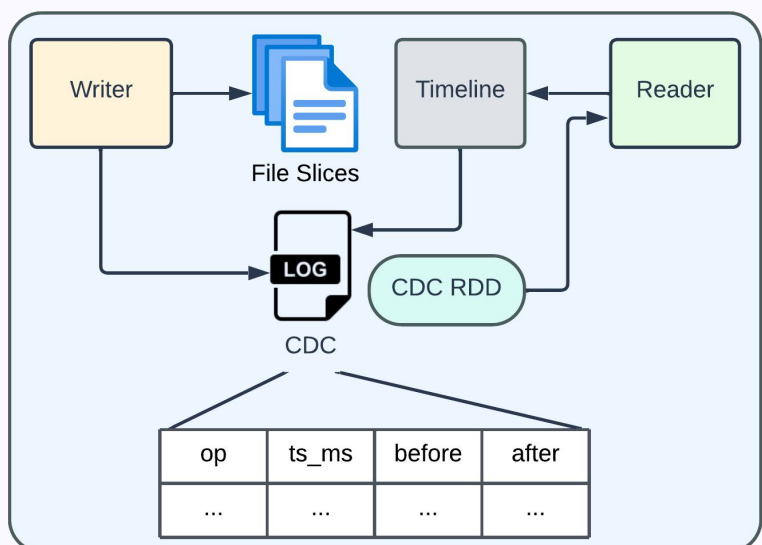 Writer
Timeline
Reader
File Slices
LOG
CDC RDD
CDC
op ts_ms before after
... ... ... ...